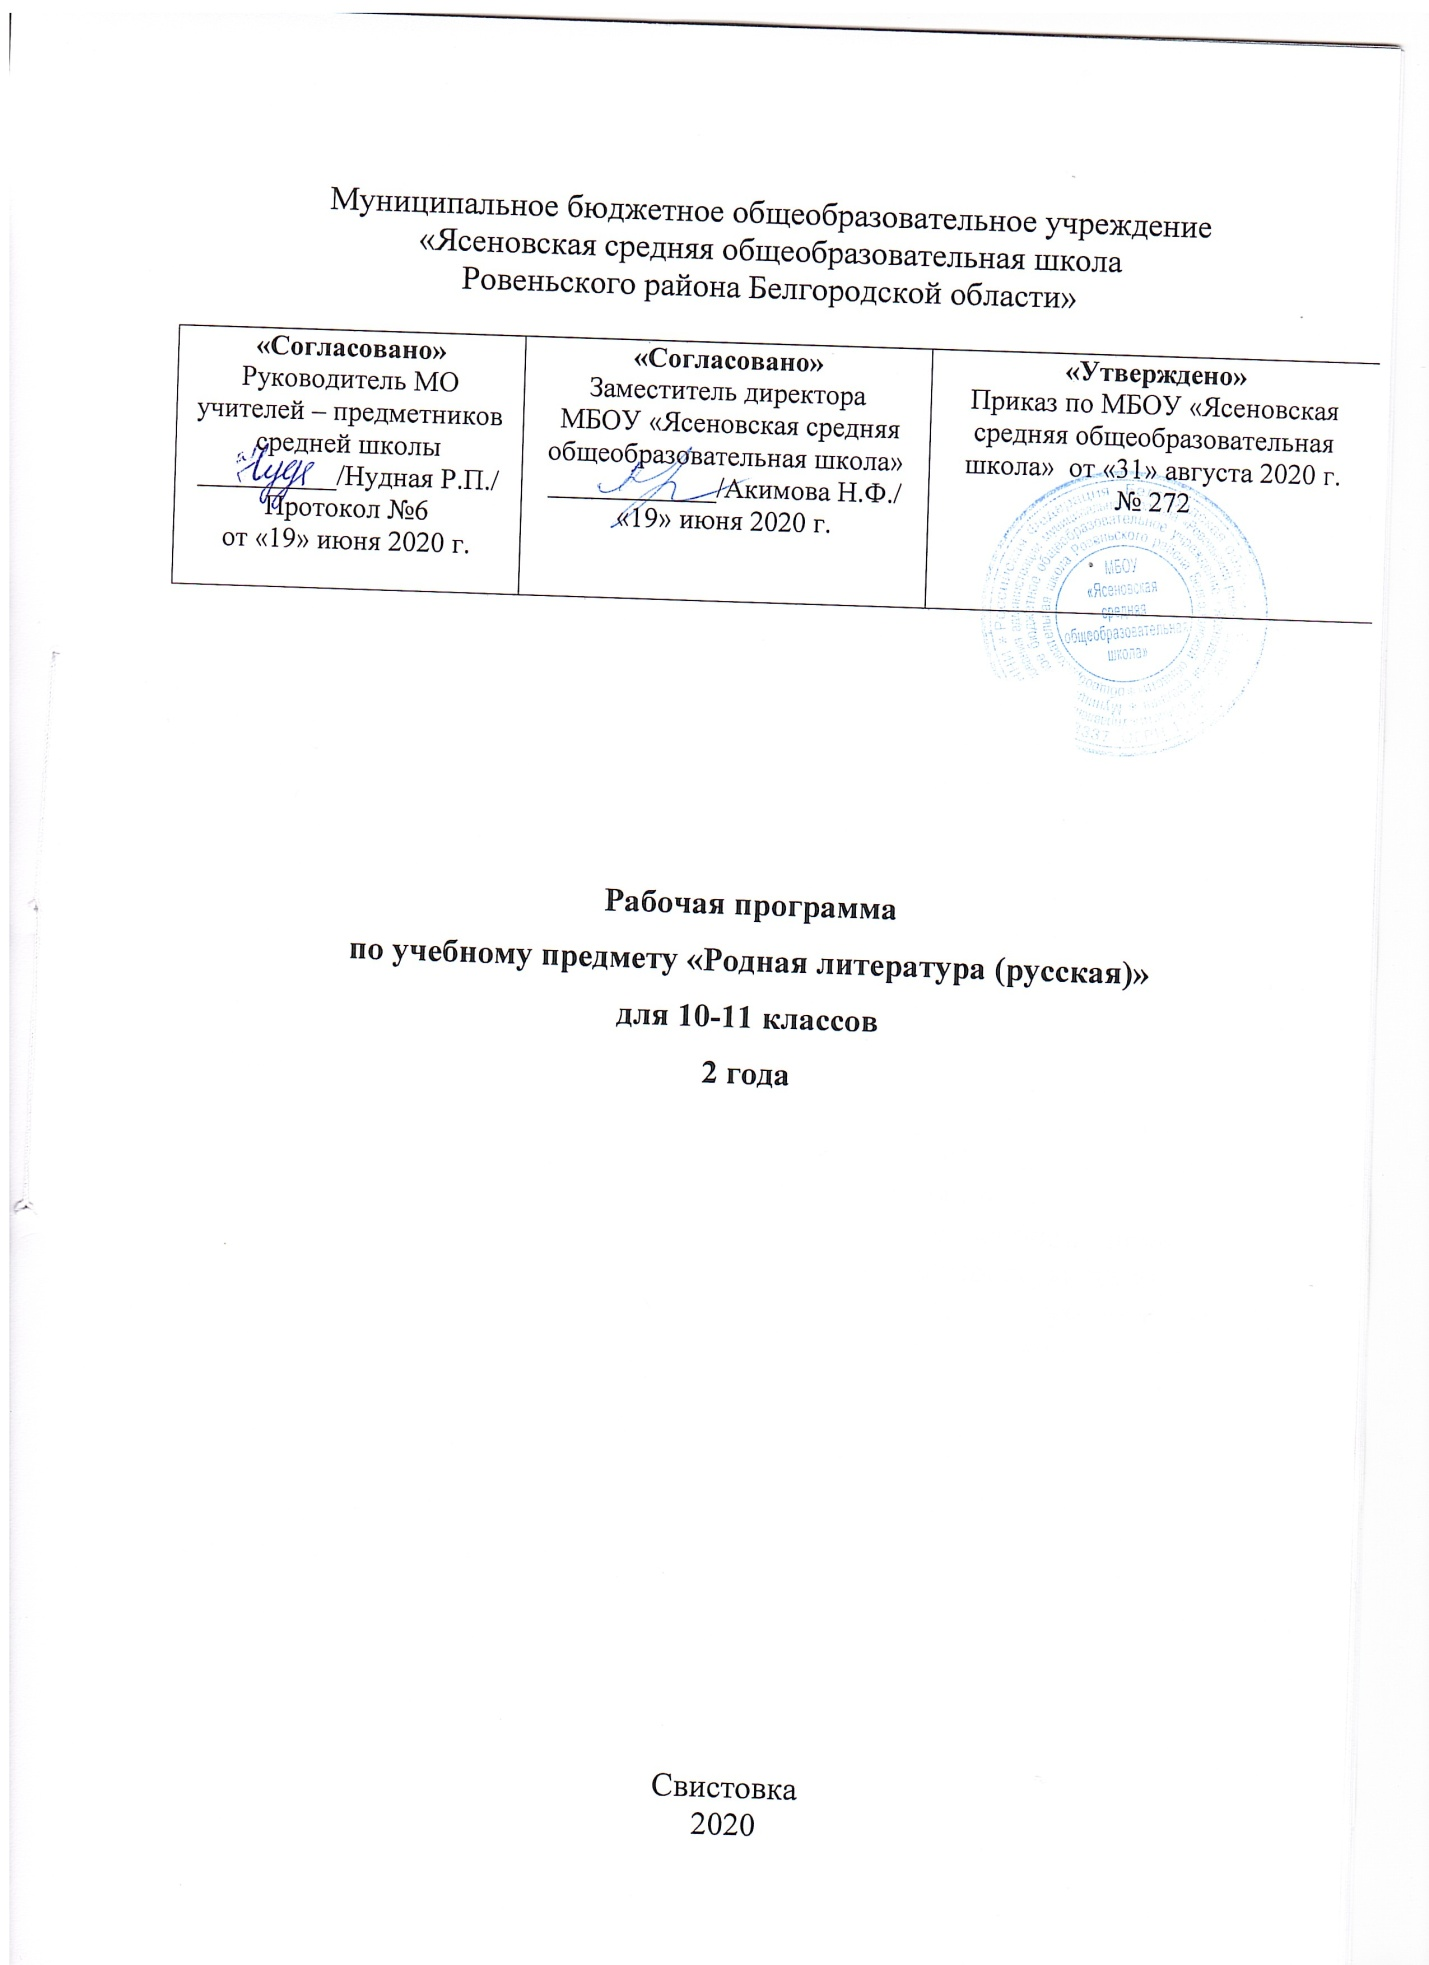 Муниципальное бюджетное общеобразовательное учреждение
«Ясеновская средняя общеобразовательная школа
Ровеньского района Белгородской области»
«Согласовано»
Руководитель МО
учителей – предметников
средней школы
__________/Нудная Р.П./
Протокол №6
от «19» июня 2020 г.
«Согласовано»
Заместитель директора
МБОУ «Ясеновская средняя
общеобразовательная школа»
____________/Акимова Н.Ф./
«19» июня 2020 г.
«Утверждено»
Приказ по МБОУ «Ясеновская
средняя общеобразовательная
школа» от «31» августа 2020 г.
№ 272
МБОУ
«Ясеновская
средняя
общеобразовательная
школа»
Рабочая программа
по учебному предмету «Родная литература (русская)»
для 10-11 классов
2 года
Свистовка
2020